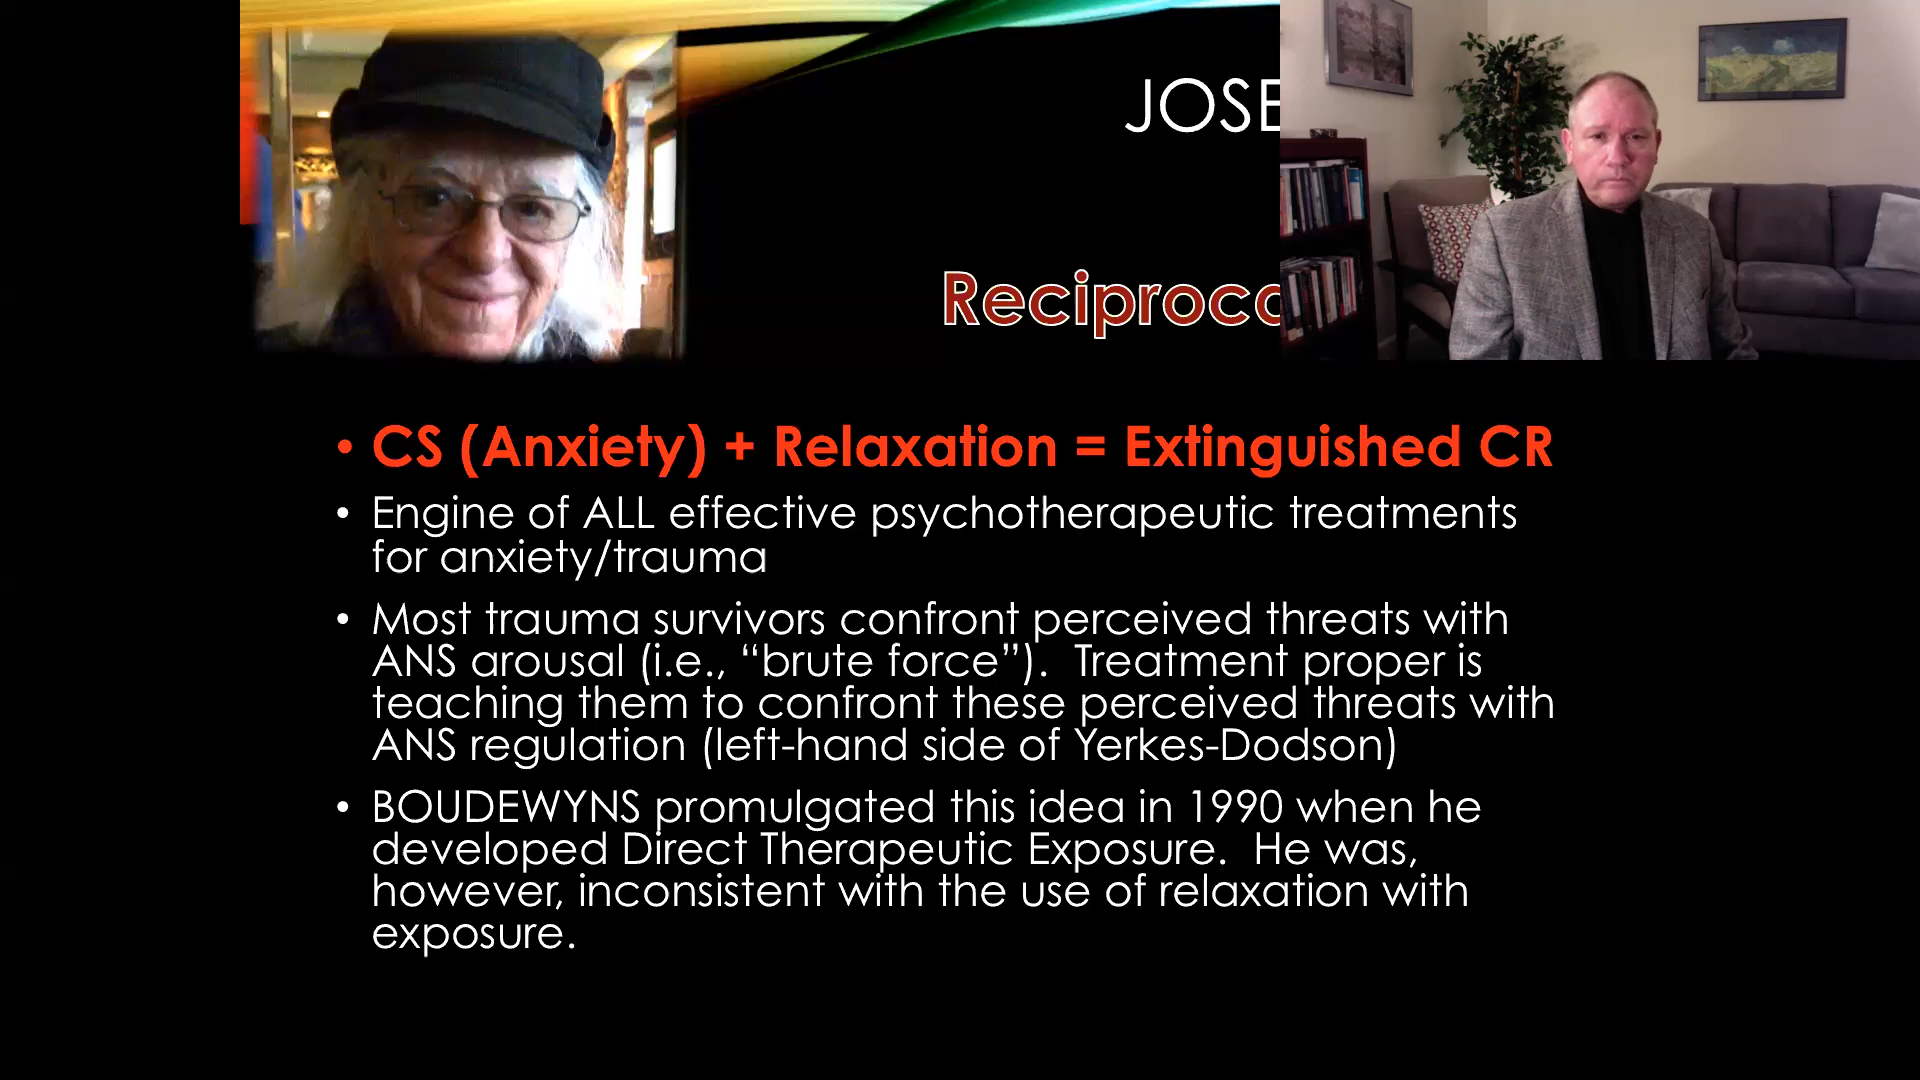 JOSE
Reciproc
• CS (Anxiety) + Relaxation = Extinguished CR
• Engine of ALL effective psychotherapeutic treatments
for anxiety/trauma
• Most trauma survivors confront perceived threats with
ANS arousal (i.e., “brute force”).  Treatment proper is
teaching them to confront these perceived threats with
ANS regulation (left-hand side of Yerkes-Dodson)
• BOUDEWYNS promulgated this idea in 1990 when he
developed Direct Therapeutic Exposure.  He was,
however, inconsistent with the use of relaxation with
exposure.